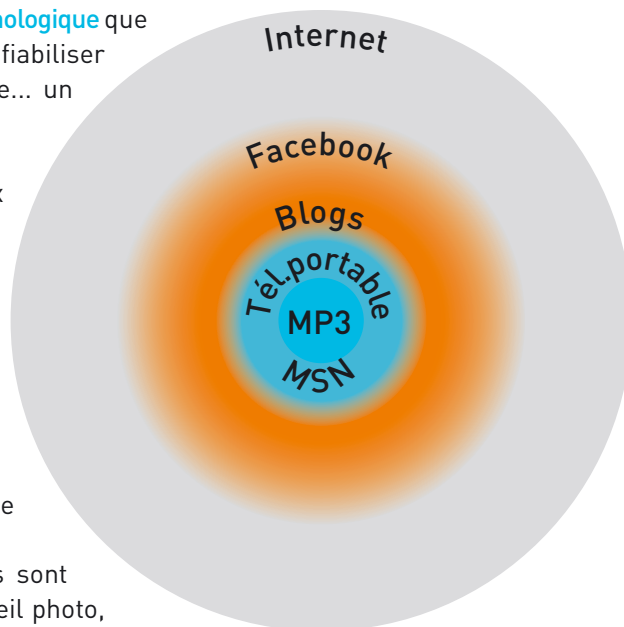 nologique que
fiabiliser
e... un
x
e
s sont
eil photo,
Internet
Facebook
Blogs
Tél.portable
MP3
MSN